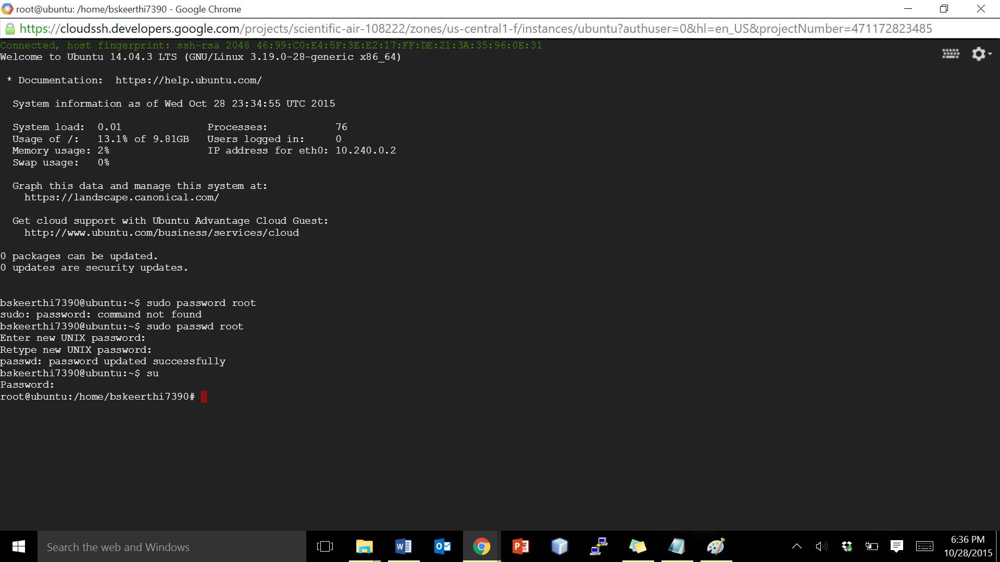 root@ubuntu: /home/bskeerthi7390 - Google Chrome
https://cloudssh.developers.google.com/projects/scientific-air-108222/zones/us-central1-f/instances/ubuntu?authuser=0&hl=en_US&projectNumber=471172823485
Connected, host fingerprint: ssh-rsa 2048 46:99:C0:E4:5F:3E:E2:17:FF:DE:21:3A:35:96:0E:31
Welcome to Ubuntu 14.04.3 LTS (GNU/Linux 3.19.0-28-generic x86_64)
* Documentation:  https://help.ubuntu.com/
System information as of Wed Oct 28 23:34:55 UTC 2015
System load:  0.01              Processes:           76
Usage of /:   13.1% of 9.81GB   Users logged in:     0
Memory usage: 2%                IP address for eth0: 10.240.0.2
Swap usage:   0%
Graph this data and manage this system at:
https://landscape.canonical.com/
Get cloud support with Ubuntu Advantage Cloud Guest:
http://www.ubuntu.com/business/services/cloud
0 packages can be updated.
0 updates are security updates.
bskeerthi7390@ubuntu:~$ sudo password root
sudo: password: command not found
bskeerthi7390@ubuntu:~$ sudo passwd root
Enter new UNIX password:
Retype new UNIX password:
passwd: password updated successfully
bskeerthi7390@ubuntu:~$ su
Password:
root@ubuntu:/home/bskeerthi7390#
Search the web and Windows
6:36 PM
10/28/2015